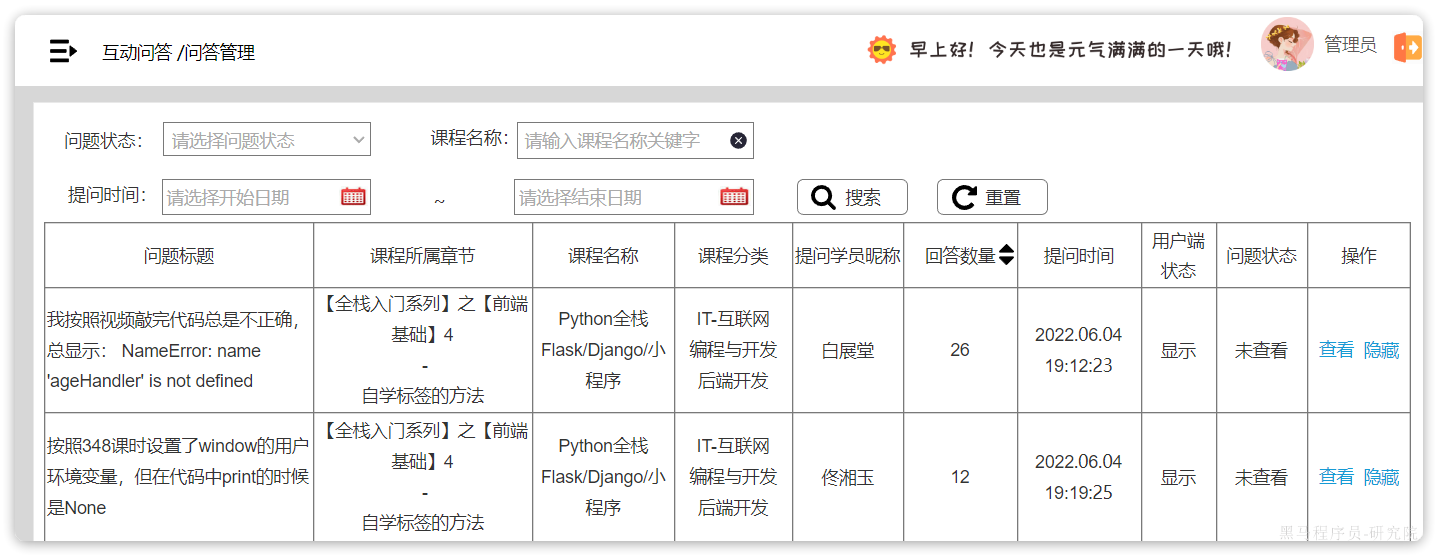 互动问答 /问答管理
早上好！今天也是元气满满的一天哦！
管理员
问题状态：
请选择问题状态
课程名称：
请输入课程名称关键字
提问时间：
请选择开始日期
~
请选择结束日期
搜索
重置
问题标题
课程所属章节
课程名称
课程分类
提问学员昵称
回答数量
提问时间
用户端
状态
问题状态
操作
我按照视频敲完代码总是不正确，
总显示： NameError: name
'ageHandler' is not defined
【全栈入门系列】之【前端
基础】4
-
自学标签的方法
Python全栈
Flask/Django/小
程序
IT-互联网
编程与开发
后端开发
白展堂
26
2022.06.04
19:12:23
显示
未查看
查看 隐藏
按照348课时设置了window的用户
环境变量，但在代码中print的时候
是None
【全栈入门系列】之【前端
基础】4
-
自学标签的方法
Python全栈
Flask/Django/小
程序
IT-互联网
编程与开发
后端开发
佟湘玉
12
2022.06.04
19:19:25
显示
未查看
查看 隐藏
黑马程序员-研究院